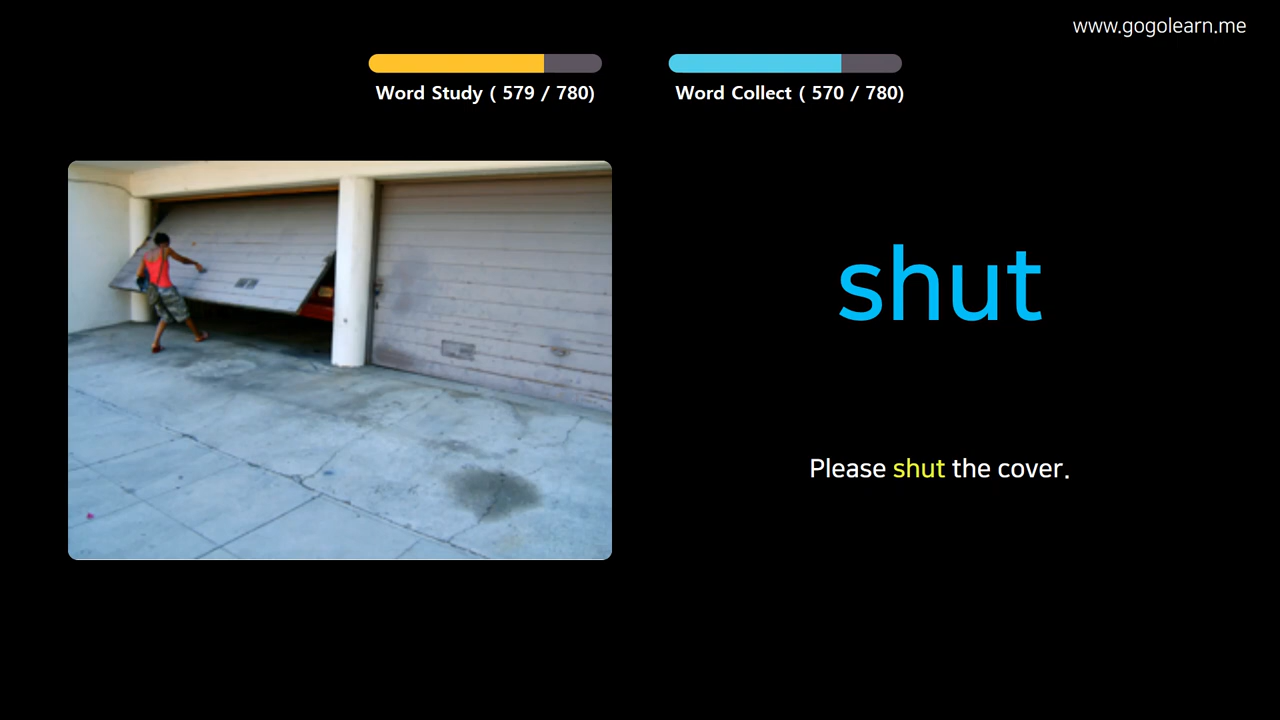 www.gogolearn.me
Word Study ( 579 / 780)
Word Collect ( 570 / 780)
shut
Please shut the cover.